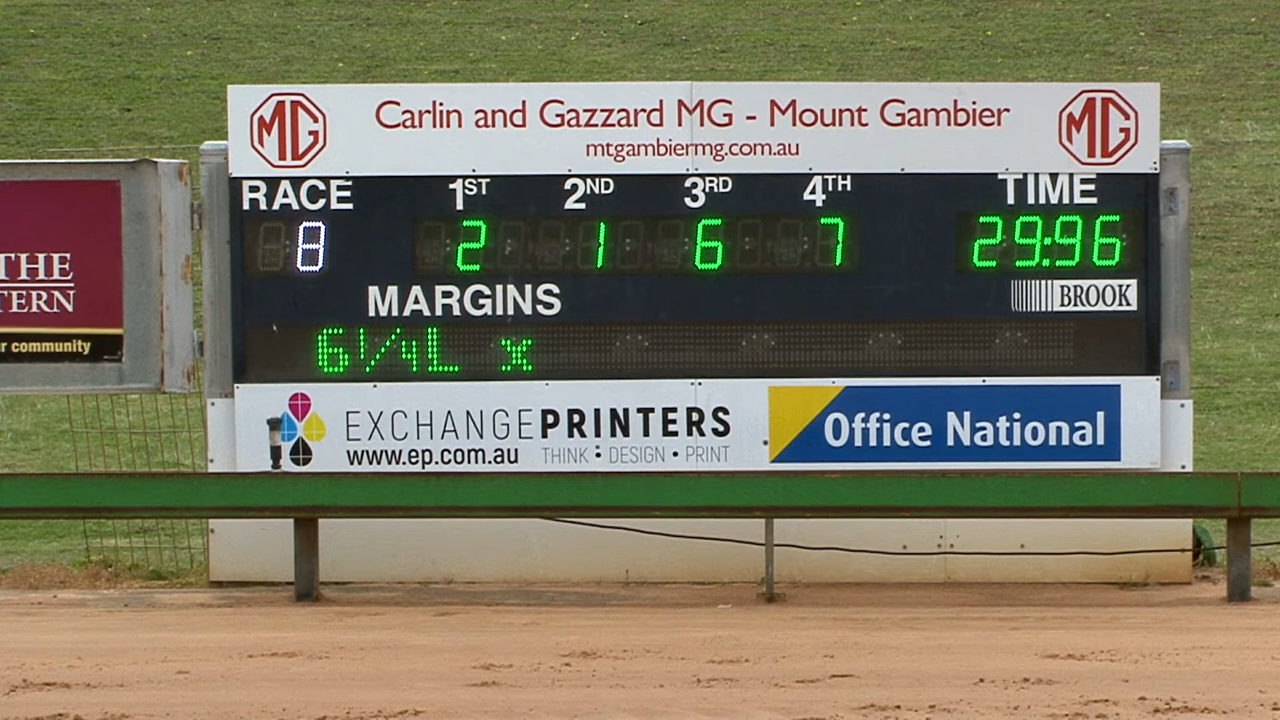 MG Carlin and Gazzard MG - Mount Gambier MG
mtgambiermg.com.au
RACE 1ST 2ND 3RD 4TH TIME
8 2 1 6 7 29:96
MARGINS BROOK
6 1/4L x
EXCHANGEPRINTERS
www.ep.com.au THINK : DESIGN • PRINT
Office National
THE
TERN
r community